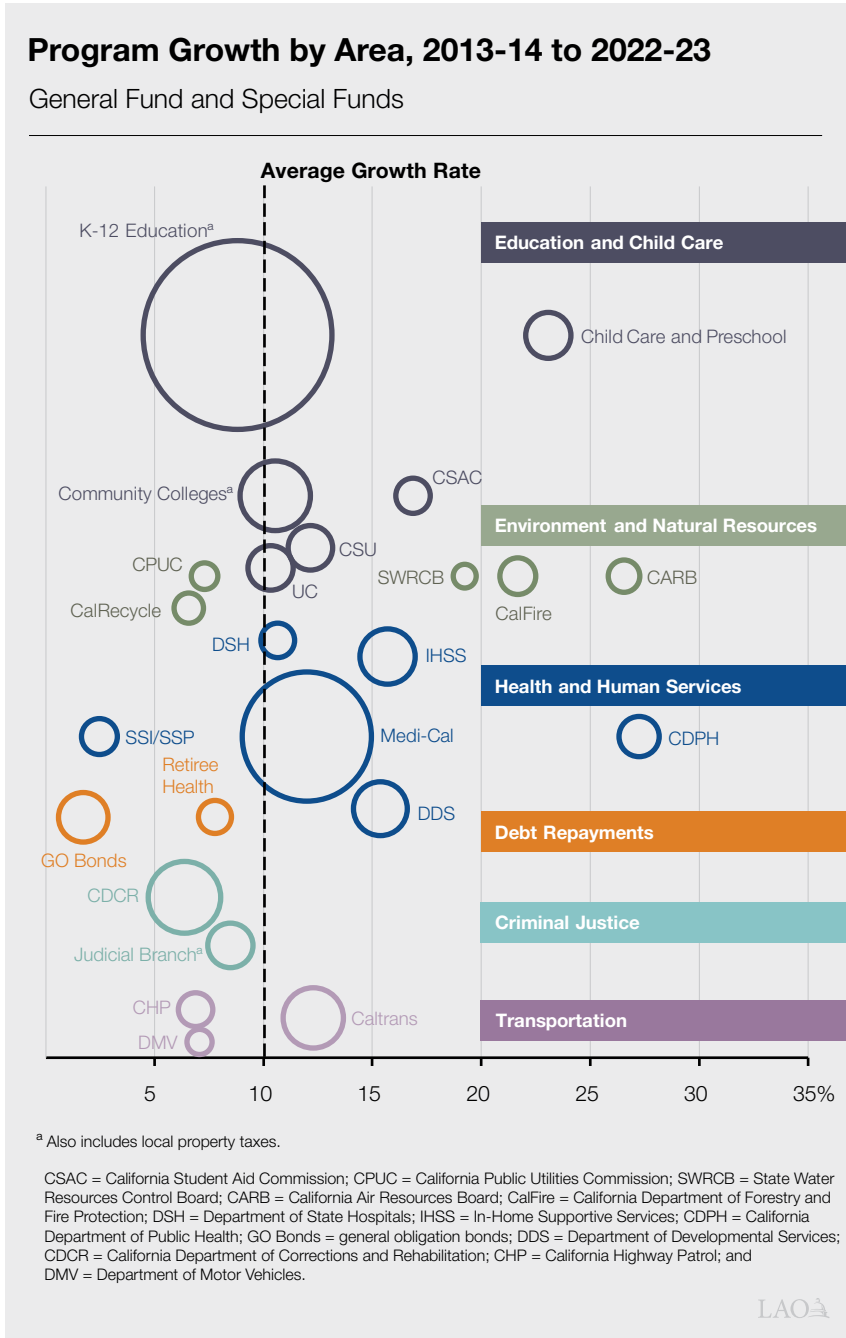 Program Growth by Area, 2013-14 to 2022-23
General Fund and Special Funds
Average Growth Rate
K-12 Educationᵃ
Education and Child Care
Child Care and Preschool
Community Collegesᵃ
CSAC
Environment and Natural Resources
CSU
CPUC
UC
SWRCB
CalFire
CARB
CalRecycle
DSH
IHSS
Health and Human Services
SSI/SSP
Medi-Cal
CDPH
Retiree
Health
DDS
Debt Repayments
GO Bonds
CDCR
Criminal Justice
Judicial Branchᵃ
CHP
Caltrans
Transportation
DMV
5 10 15 20 25 30 35%
ᵃ Also includes local property taxes.
CSAC = California Student Aid Commission; CPUC = California Public Utilities Commission; SWRCB = State Water
Resources Control Board; CARB = California Air Resources Board; CalFire = California Department of Forestry and
Fire Protection; DSH = Department of State Hospitals; IHSS = In-Home Supportive Services; CDPH = California
Department of Public Health; GO Bonds = general obligation bonds; DDS = Department of Developmental Services;
CDCR = California Department of Corrections and Rehabilitation; CHP = California Highway Patrol; and
DMV = Department of Motor Vehicles.
LAO